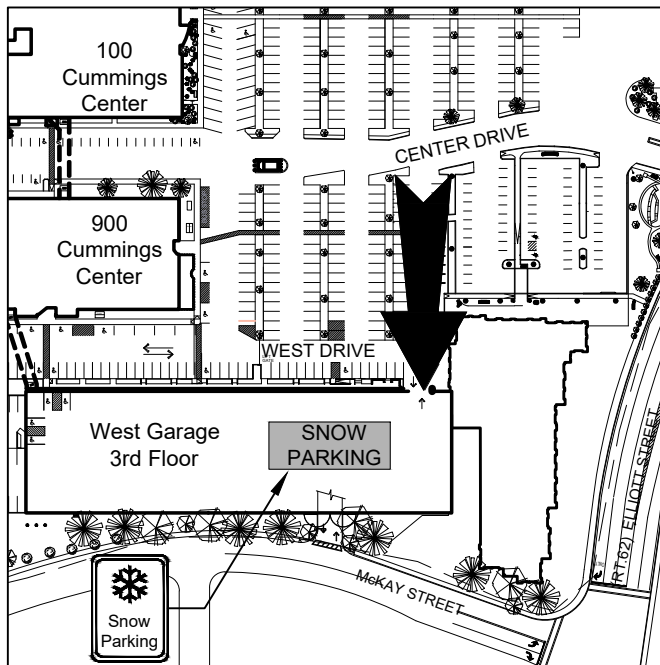 100
Cummings
Center
CENTER DRIVE
900
Cummings
Center
WEST DRIVE
West Garage
3rd Floor
SNOW
PARKING
(RT.62) ELLIOTT STREET
McKAY STREET
Snow
Parking